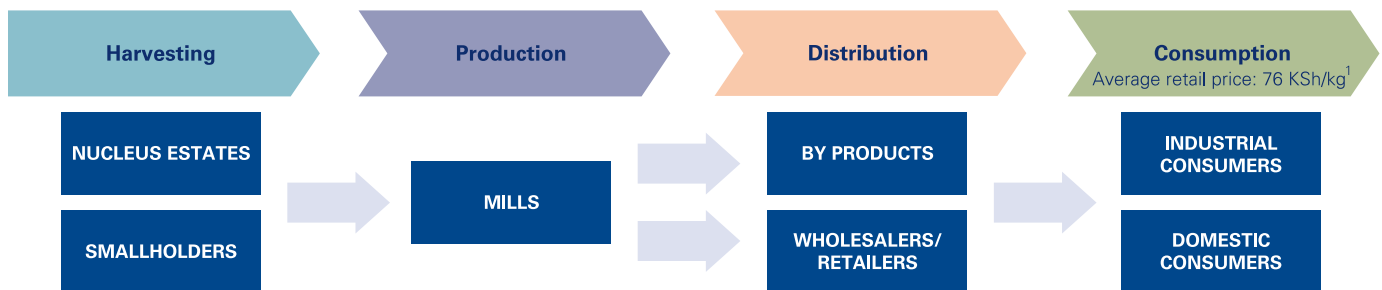 Harvesting
Production
Distribution
Consumption
Average retail price: 76 KSh/kg¹
NUCLEUS ESTATES
SMALLHOLDERS
MILLS
BY PRODUCTS
WHOLESALERS/
RETAILERS
INDUSTRIAL
CONSUMERS
DOMESTIC
CONSUMERS